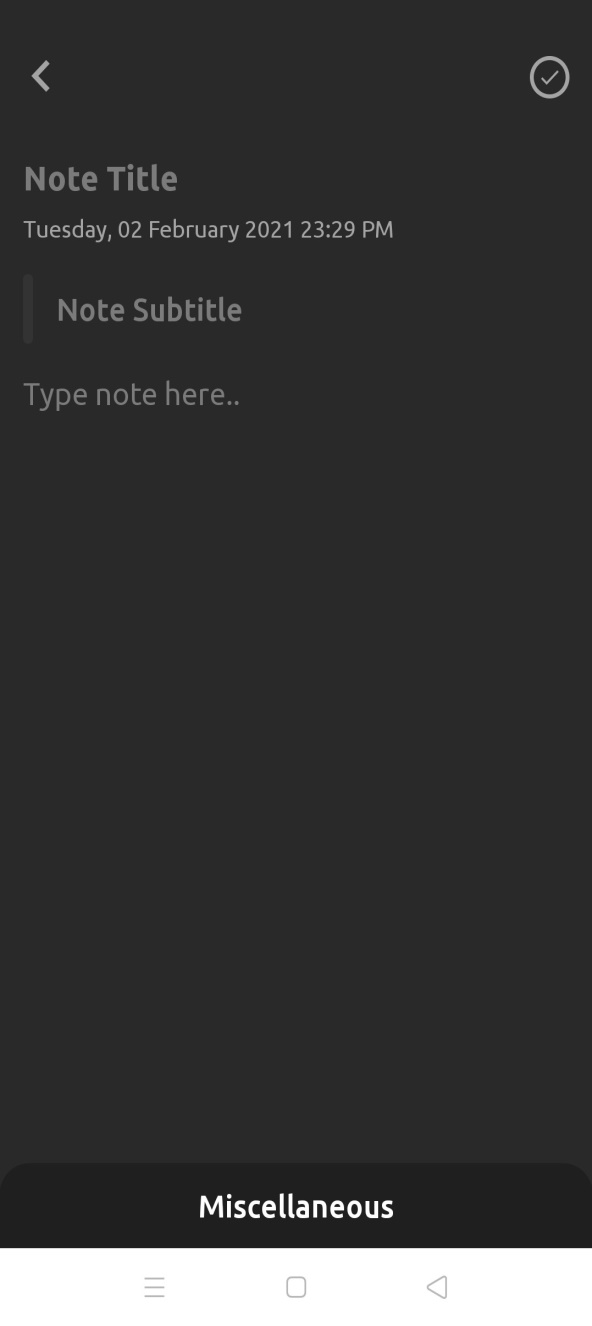 Note Title
Tuesday, 02 February 2021 23:29 PM
Note Subtitle
Type note here..
Miscellaneous